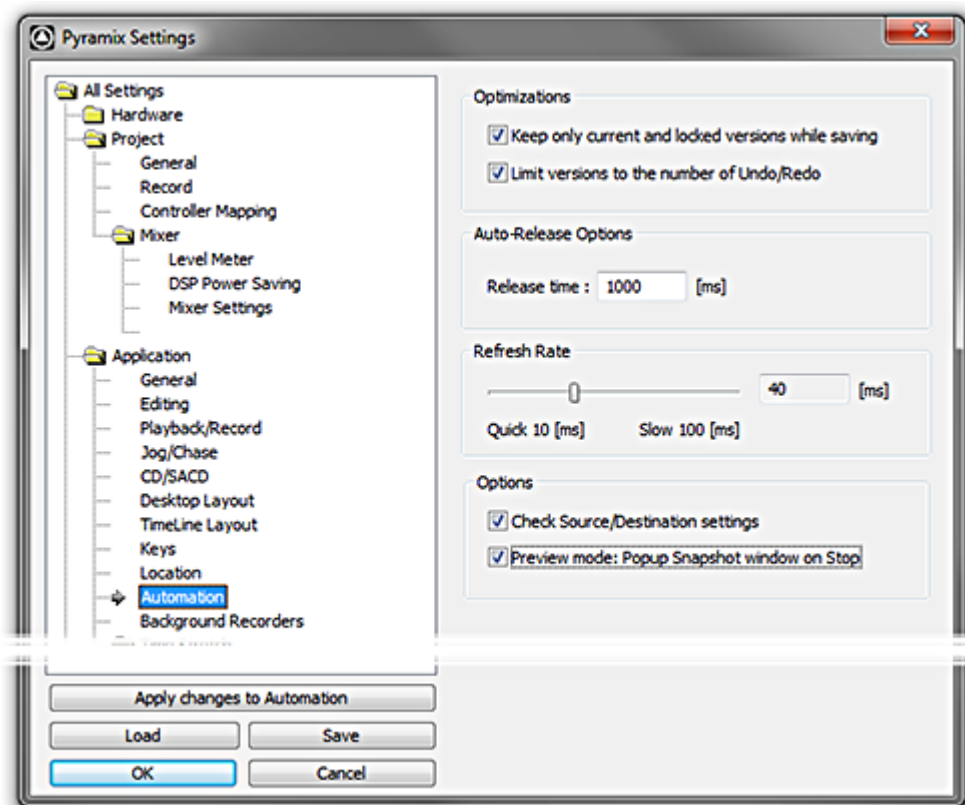 Pyramix Settings
All Settings
Hardware
Project
General
Record
Controller Mapping
Mixer
Level Meter
DSP Power Saving
Mixer Settings
Application
General
Editing
Playback/Record
Jog/Chase
CD/SACD
Desktop Layout
TimeLine Layout
Keys
Location
Automation
Background Recorders
Apply changes to Automation
Load Save
OK Cancel
Optimizations
Keep only current and locked versions while saving
Limit versions to the number of Undo/Redo
Auto-Release Options
Release time : 1000 [ms]
Refresh Rate
40 [ms]
Quick 10 [ms] Slow 100 [ms]
Options
Check Source/Destination settings
Preview mode: Popup Snapshot window on Stop